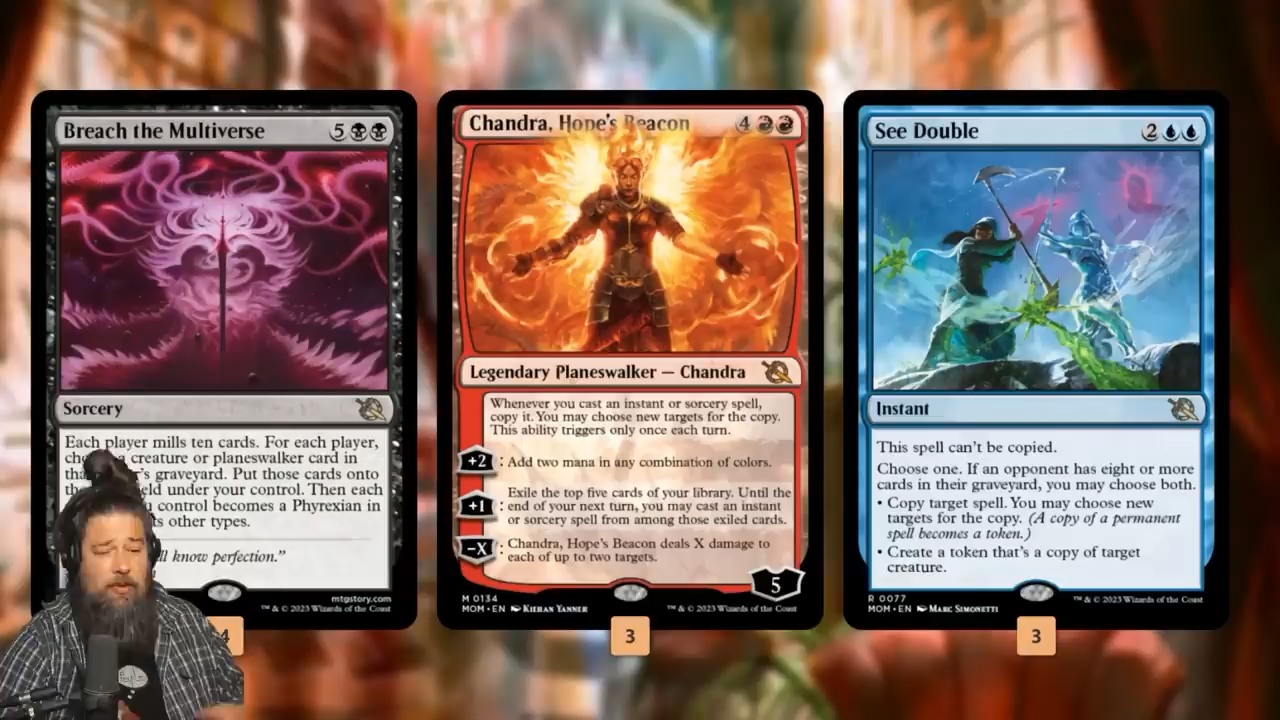 Breach the Multiverse 5
Sorcery
Each player mills ten cards. For each player,
a creature or planeswalker card in
graveyard. Put those cards onto
under your control. Then each
control becomes a Phyrexian in
its other types.
know perfection.”
mtgstory.com
™ & © 2023 Wizards of the Coast
4
Chandra, Hope's Beacon 4
Legendary Planeswalker — Chandra
Whenever you cast an instant or sorcery spell,
copy it. You may choose new targets for the copy.
This ability triggers only once each turn.
+2 : Add two mana in any combination of colors.
Exile the top five cards of your library. Until the
+1 : end of your next turn, you may cast an instant
or sorcery spell from among those exiled cards.
−X : Chandra, Hope's Beacon deals X damage to
each of up to two targets.
5
M 0134
MOM • EN Kieran Yanner ™ & © 2023 Wizards of the Coast
3
See Double 2
Instant
This spell can't be copied.
Choose one. If an opponent has eight or more
cards in their graveyard, you may choose both.
• Copy target spell. You may choose new
targets for the copy. (A copy of a permanent
spell becomes a token.)
• Create a token that's a copy of target
creature.
R 0077
MOM • EN Marc Simonetti ™ & © 2023 Wizards of the Coast
3